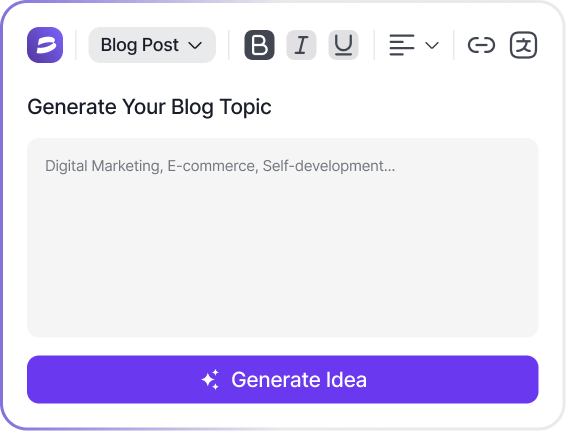 Blog Post
B I U
Generate Your Blog Topic
Digital Marketing, E-commerce, Self-development...
Generate Idea